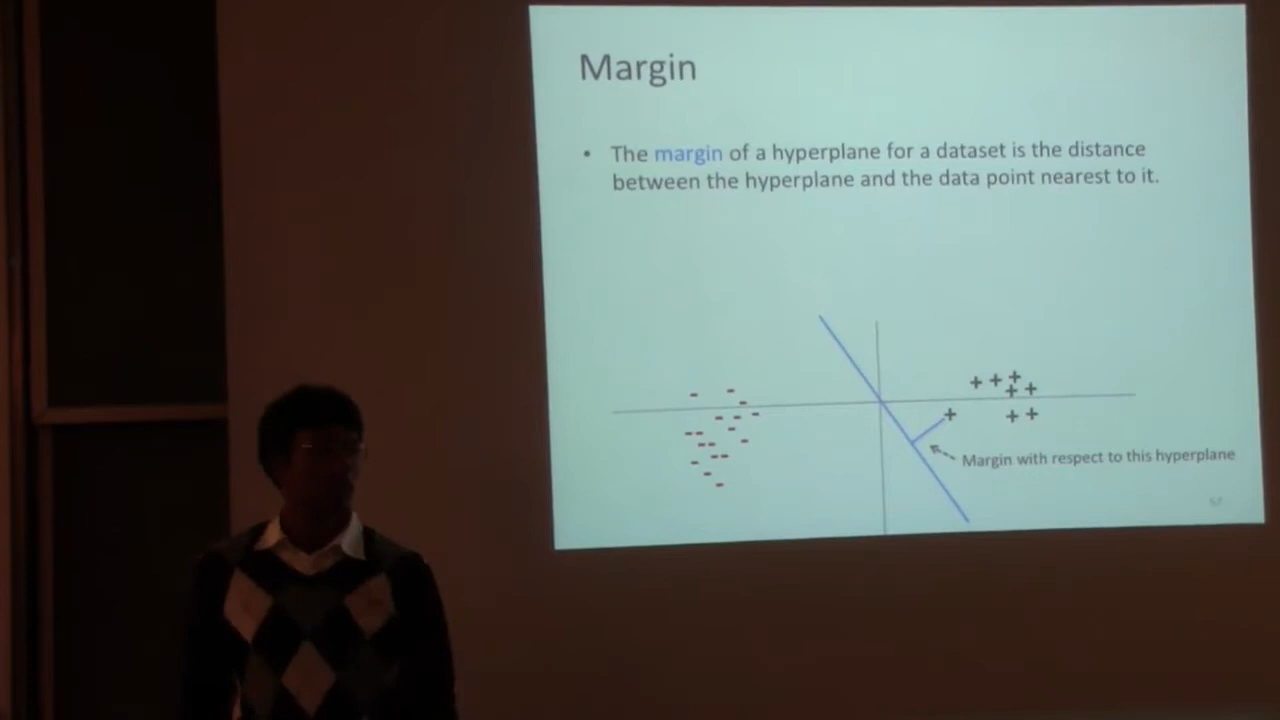 Margin
• The margin of a hyperplane for a dataset is the distance
between the hyperplane and the data point nearest to it.
Margin with respect to this hyperplane